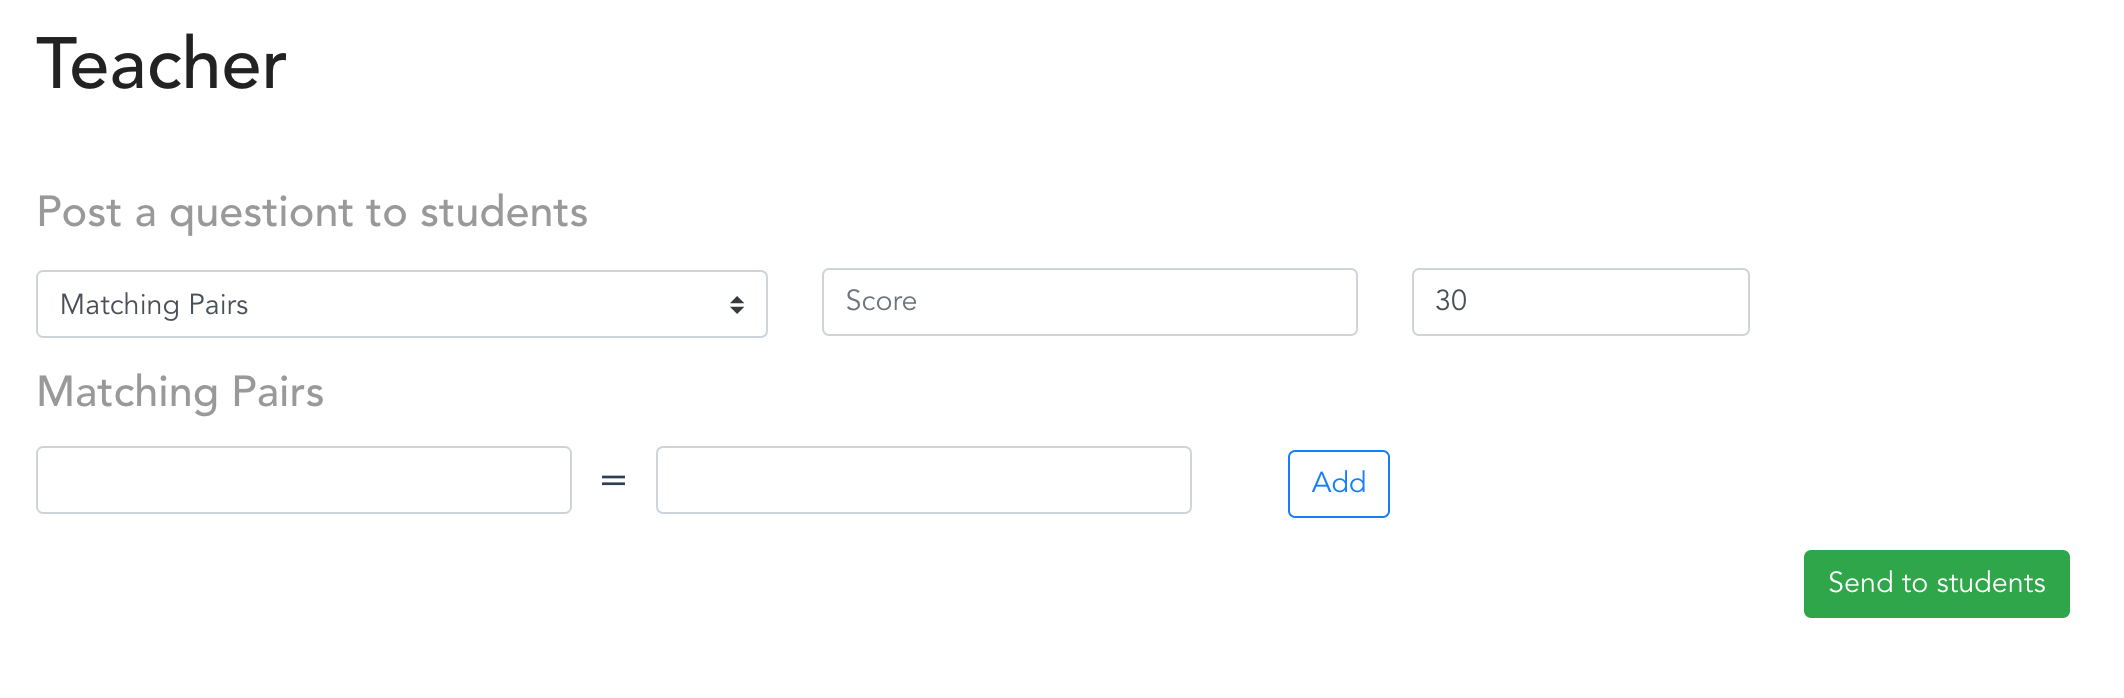 Teacher
Post a questiont to students
Matching Pairs Score 30
Matching Pairs
= Add
Send to students